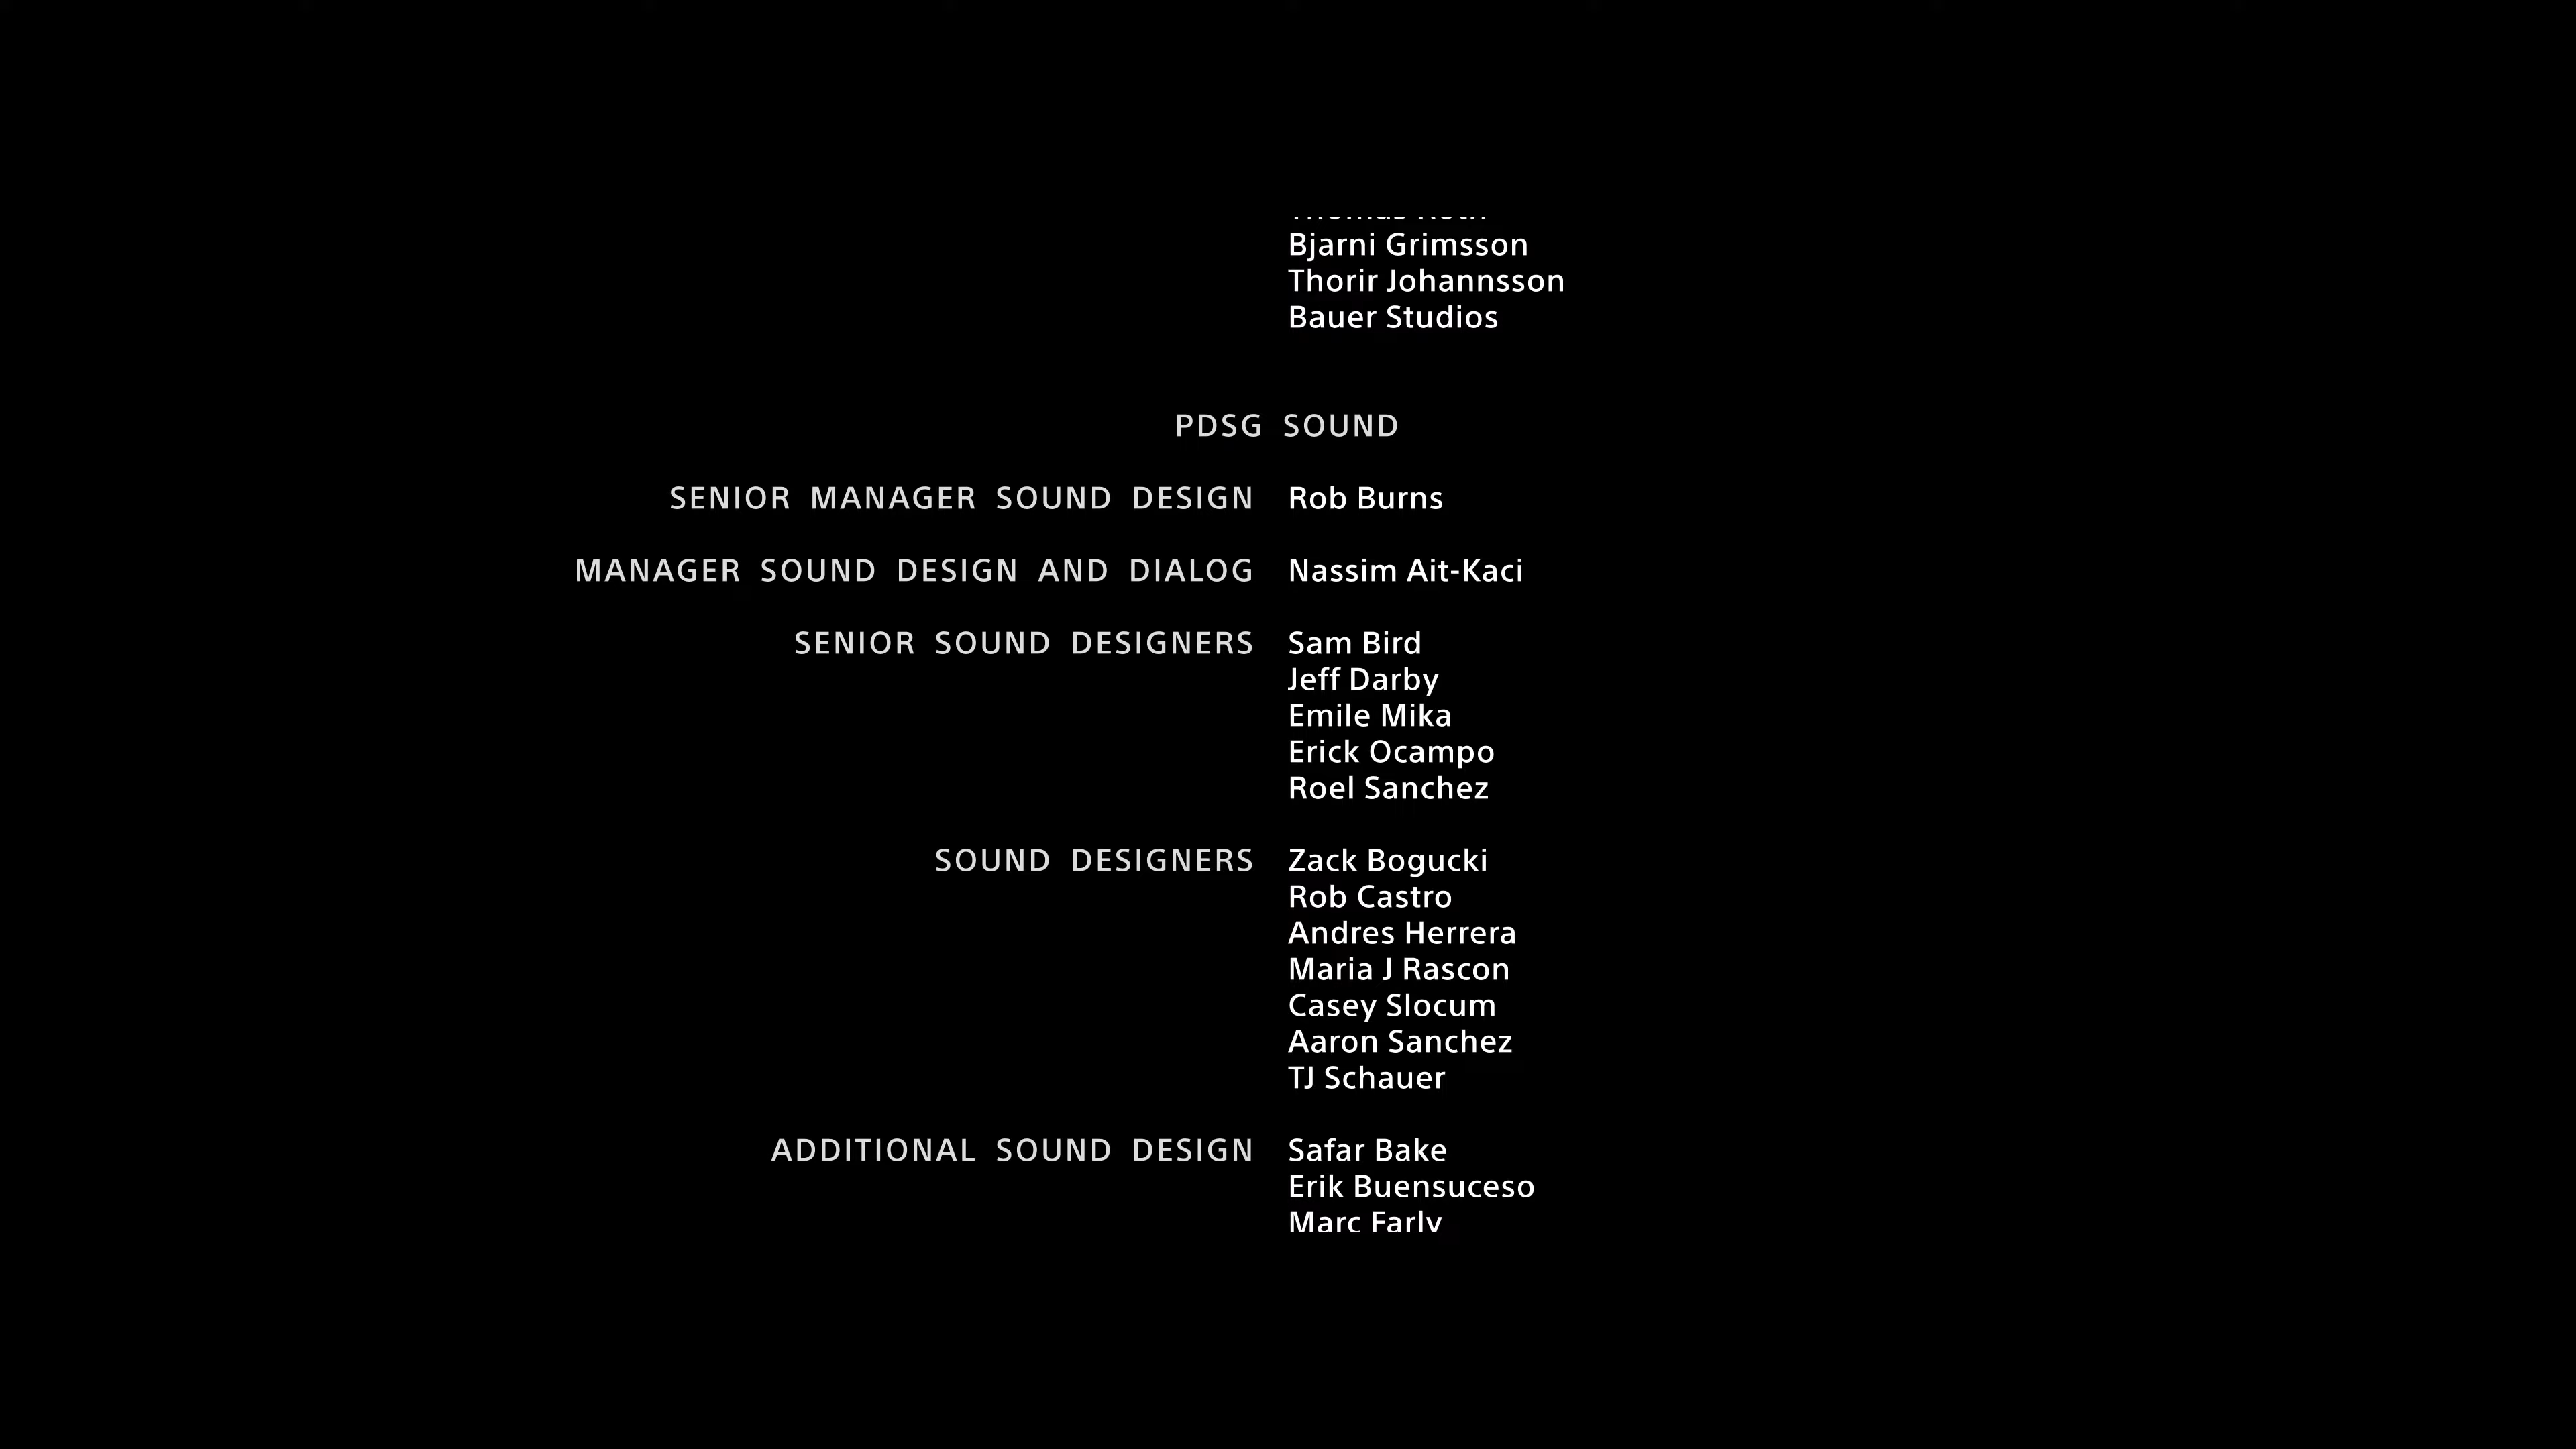 Bjarni Grimsson
Thorir Johannsson
Bauer Studios
PDSG SOUND
SENIOR MANAGER SOUND DESIGN Rob Burns
MANAGER SOUND DESIGN AND DIALOG Nassim Ait-Kaci
SENIOR SOUND DESIGNERS Sam Bird
Jeff Darby
Emile Mika
Erick Ocampo
Roel Sanchez
SOUND DESIGNERS Zack Bogucki
Rob Castro
Andres Herrera
Maria J Rascon
Casey Slocum
Aaron Sanchez
TJ Schauer
ADDITIONAL SOUND DESIGN Safar Bake
Erik Buensuceso
Marc Farly